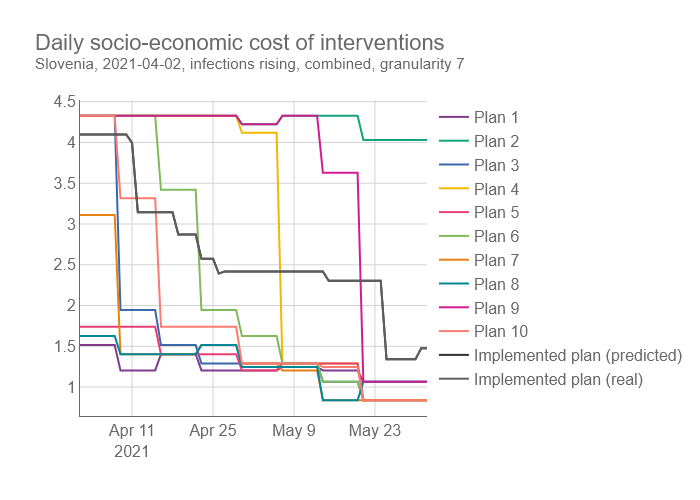 Daily socio-economic cost of interventions
Slovenia, 2021-04-02, infections rising, combined, granularity 7
4.5
4
3.5
3
2.5
2
1.5
1
Apr 11
2021
Apr 25
May 9
May 23
Plan 1
Plan 2
Plan 3
Plan 4
Plan 5
Plan 6
Plan 7
Plan 8
Plan 9
Plan 10
Implemented plan (predicted)
Implemented plan (real)